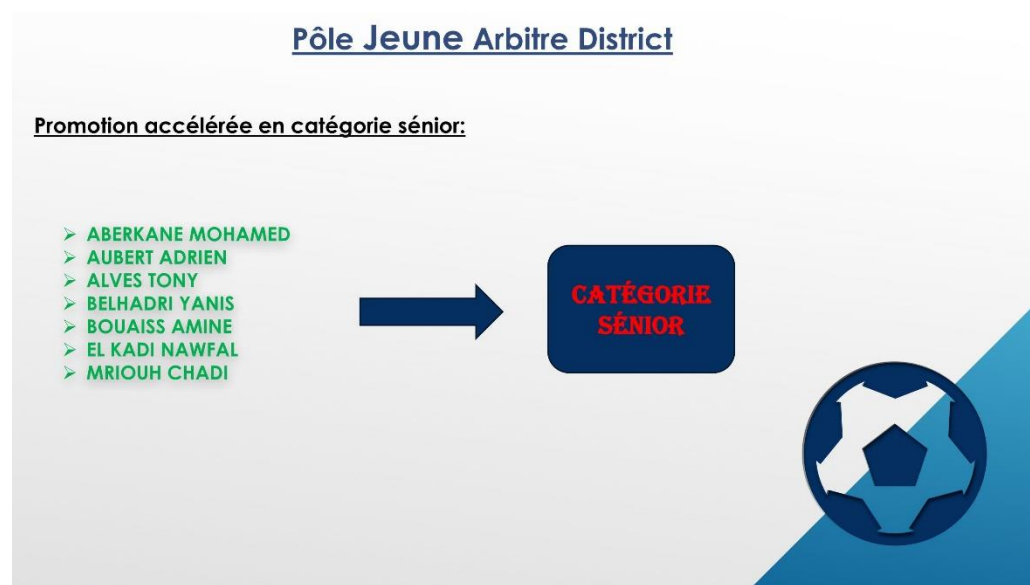 Pôle Jeune Arbitre District
Promotion accélérée en catégorie sénior:
➢ ABERKANE MOHAMED
➢ AUBERT ADRIEN
➢ ALVES TONY
➢ BELHADRI YANIS
➢ BOUAISS AMINE
➢ EL KADI NAWFAL
➢ MRIOUH CHADI
CATÉGORIE
SÉNIOR